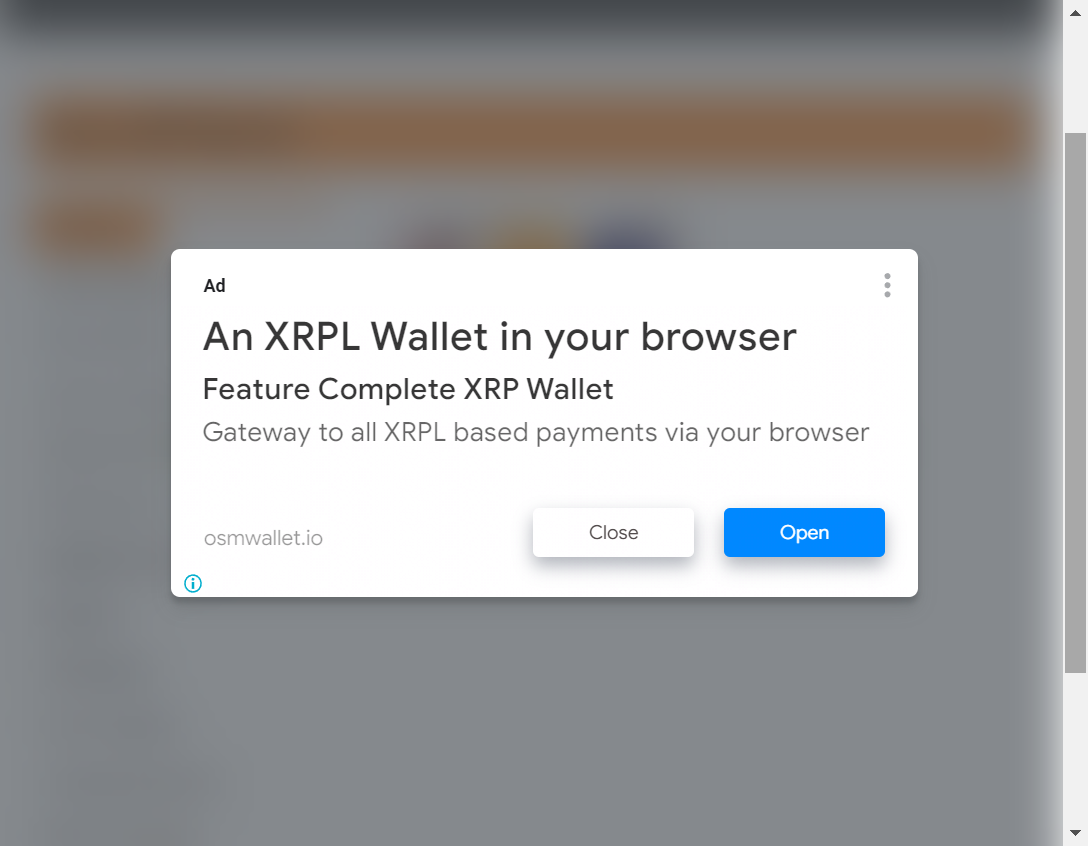 Ad
An XRPL Wallet in your browser
Feature Complete XRP Wallet
Gateway to all XRPL based payments via your browser
osmwallet.io
Close
Open